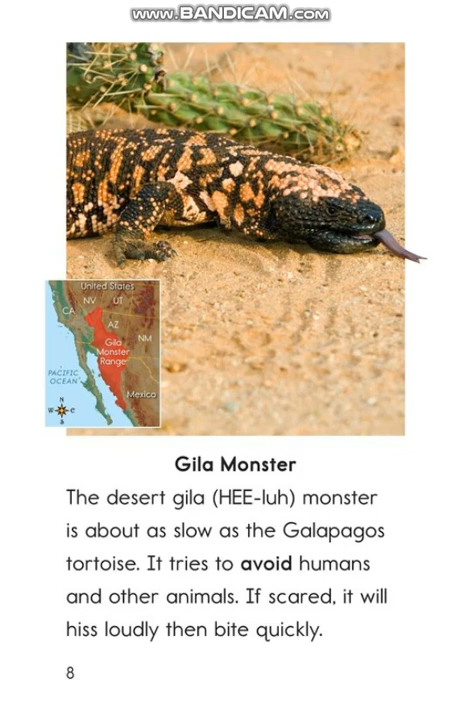 www.BANDICAM.com
United States
NV UT
CA
AZ
NM
Gila
Monster
Range
PACIFIC
OCEAN
Mexico
N
W e
s
Gila Monster
The desert gila (HEE-luh) monster
is about as slow as the Galapagos
tortoise. It tries to avoid humans
and other animals. If scared, it will
hiss loudly then bite quickly.
8